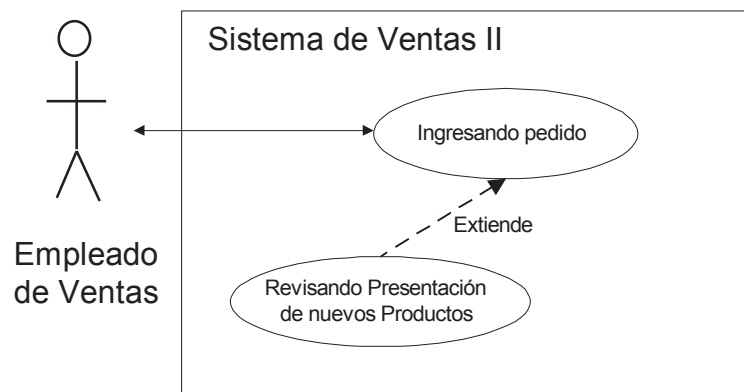 Sistema de Ventas II
Ingresando pedido
Extiende
Empleado
de Ventas
Revisando Presentación
de nuevos Productos